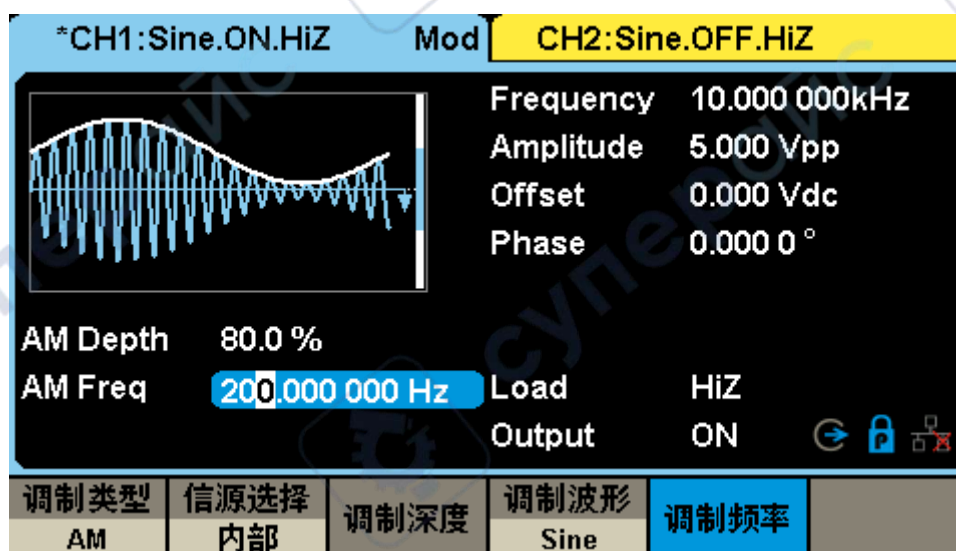 *CH1:Sine.ON.HiZ Mod CH2:Sine.OFF.HiZ
Frequency 10.000 000kHz
Amplitude 5.000 Vpp
Offset 0.000 Vdc
Phase 0.000 0 °
AM Depth 80.0 %
AM Freq 200.000 000 Hz Load HiZ
Output ON
调制类型 信源选择 调制深度 调制波形 调制频率
AM 内部 Sine
супер айс